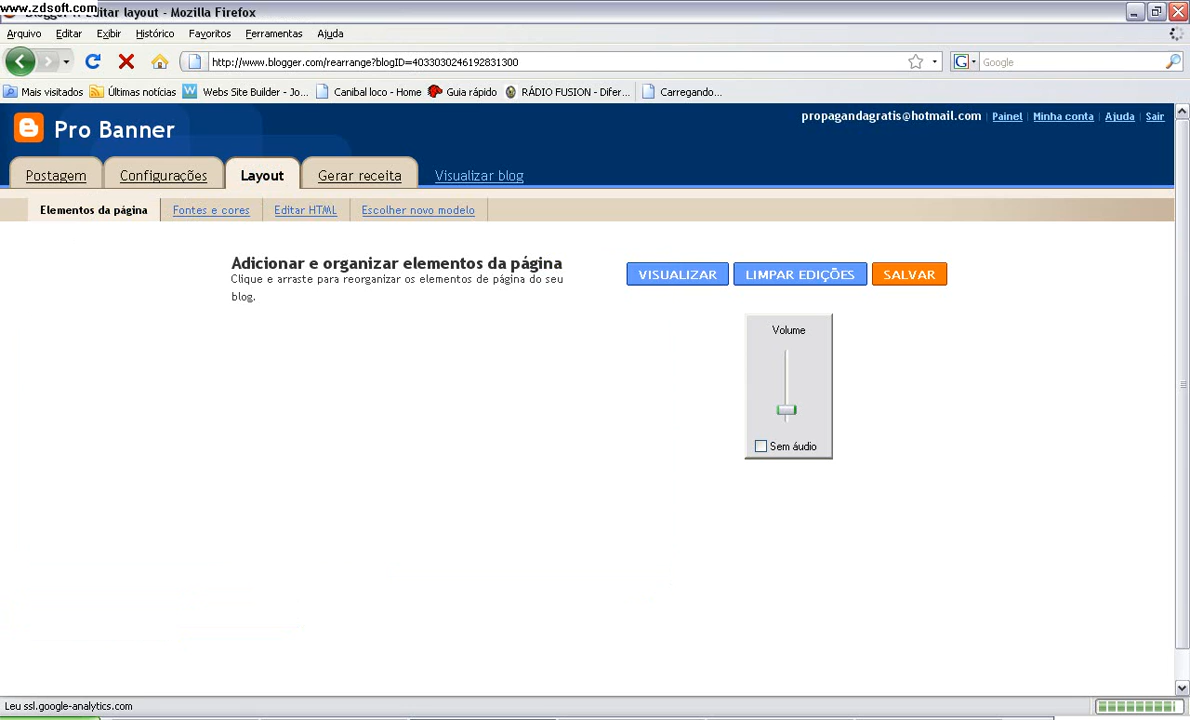 www.zdsoft.com
Editar layout - Mozilla Firefox
Arquivo Editar Exibir Histórico Favoritos Ferramentas Ajuda
http://www.blogger.com/rearrange?blogID=4033030246192831300
G Google
Mais visitados Últimas notícias W Webs Site Builder - Jo... Canibal loco - Home Guia rápido RÁDIO FUSION - Difer... Carregando...
Pro Banner
propagandagratis@hotmail.com | Painel | Minha conta | Ajuda | Sair
Postagem Configurações Layout Gerar receita Visualizar blog
Elementos da página Fontes e cores Editar HTML Escolher novo modelo
Adicionar e organizar elementos da página
Clique e arraste para reorganizar os elementos de página do seu
blog.
VISUALIZAR LIMPAR EDIÇÕES SALVAR
Volume
Sem áudio
Leu ssl.google-analytics.com